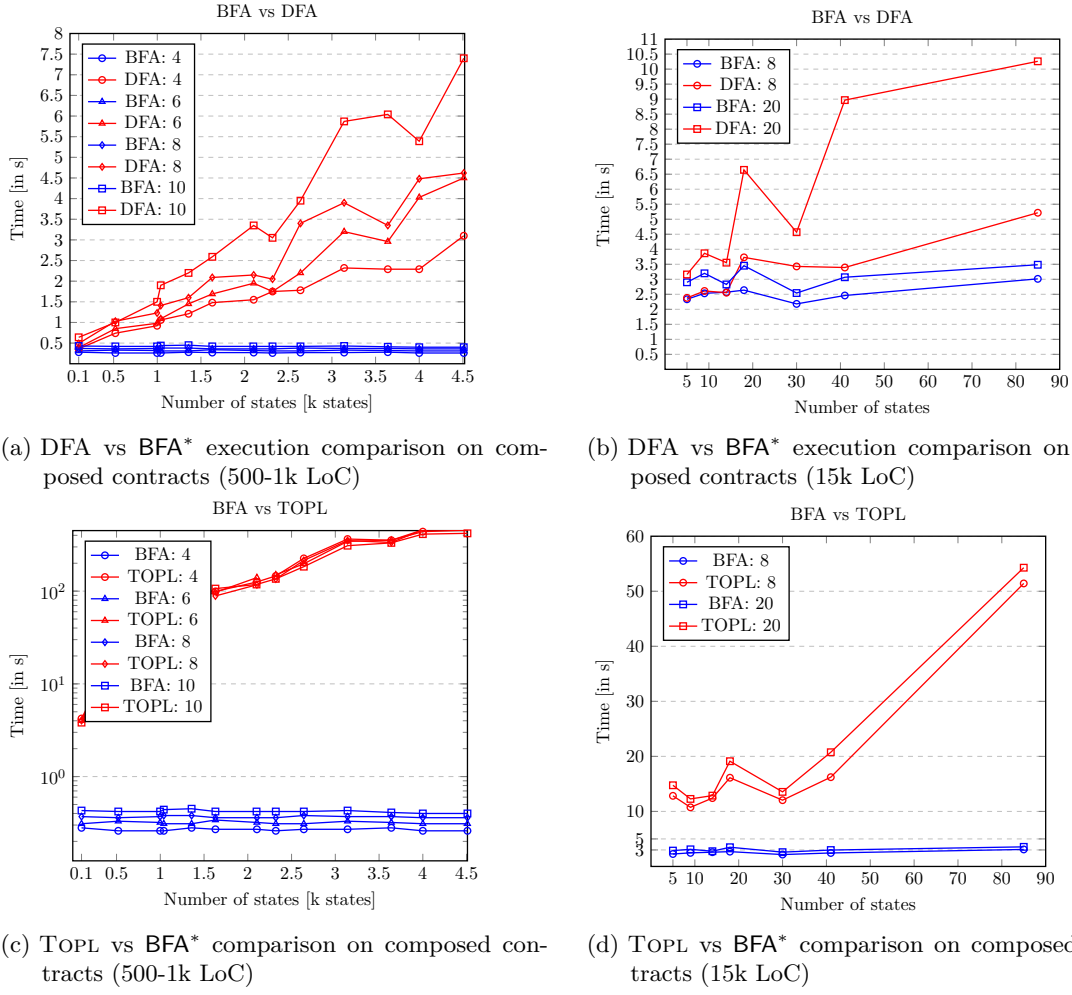 BFA vs DFA
8
7.5
7
6.5
6
5.5
5
4.5
4
3.5
3
2.5
2
1.5
1
0.5
Time [in s]
BFA: 4
DFA: 4
BFA: 6
DFA: 6
BFA: 8
DFA: 8
BFA: 10
DFA: 10
0.1 0.5 1 1.25 1.75 2.25 2.75 3.25 4 4.5
Number of states [k states]
(a) DFA vs BFA* execution comparison on com-
posed contracts (500-1k LoC)
BFA vs DFA
11
10.5
10
9.5
9
8.5
8
7.5
7
6.5
6
5.5
5
4.5
4
3.5
3
2.5
2
1.5
1
0.5
Time [in s]
BFA: 8
DFA: 8
BFA: 20
DFA: 20
5 10 20 30 40 50 60 70 80 90
Number of states
(b) DFA vs BFA* execution comparison on
posed contracts (15k LoC)
BFA vs TOPL
10^2
10^1
10^0
Time [in s]
BFA: 4
TOPL: 4
BFA: 6
TOPL: 6
BFA: 8
TOPL: 8
BFA: 10
TOPL: 10
0.1 0.5 1 1.25 1.75 2.25 2.75 3.25 4 4.5
Number of states [k states]
(c) TOPL vs BFA* comparison on composed con-
tracts (500-1k LoC)
BFA vs TOPL
60
50
40
30
20
10
5
3
Time [in s]
BFA: 8
TOPL: 8
BFA: 20
TOPL: 20
5 10 20 30 40 50 60 70 80 90
Number of states
(d) TOPL vs BFA* comparison on composed
tracts (15k LoC)